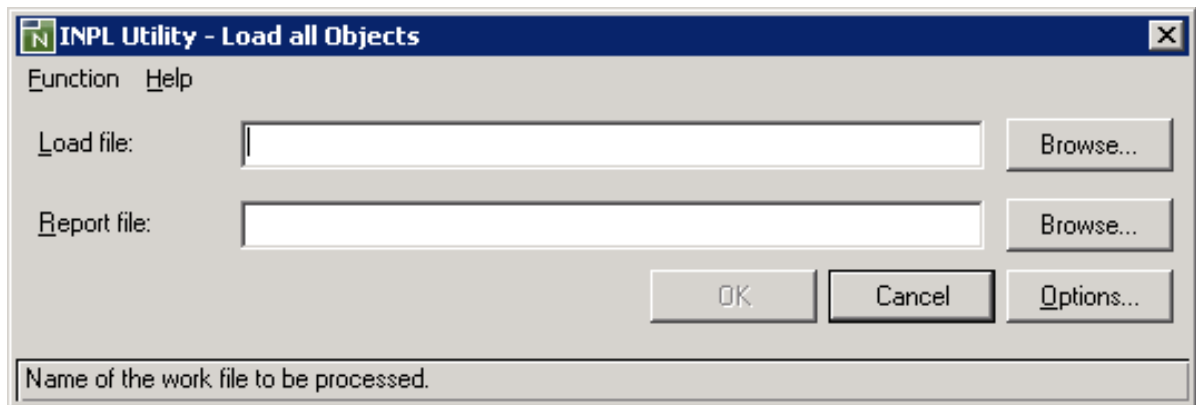 INPL Utility - Load all Objects
Function Help
Load file: Browse...
Report file: Browse...
OK Cancel Options...
Name of the work file to be processed.